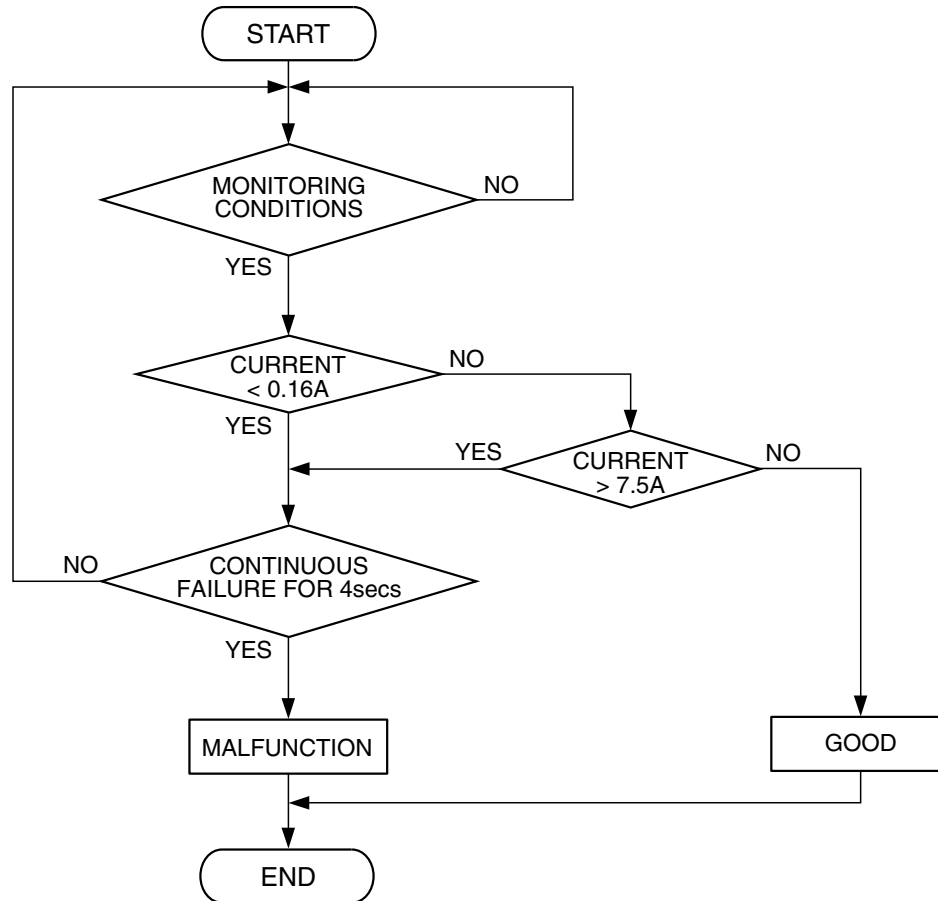 START
MONITORING
CONDITIONS
NO
YES
CURRENT
< 0.16A
NO
YES
YES
CURRENT
> 7.5A
NO
NO
CONTINUOUS
FAILURE FOR 4secs
YES
MALFUNCTION
GOOD
END